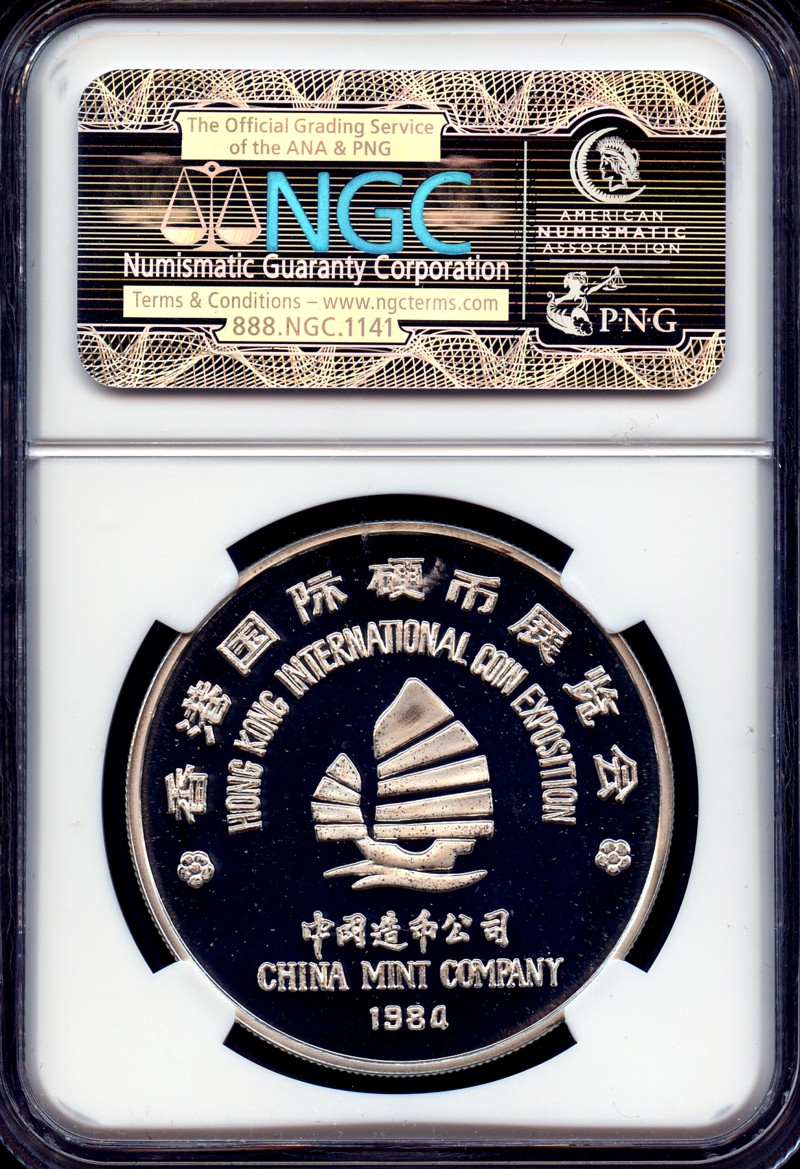 The Official Grading Service
of the ANA & PNG
NGC
Numismatic Guaranty Corporation
Terms & Conditions – www.ngcterms.com
888.NGC.1141
AMERICAN
NUMISMATIC
ASSOCIATION
P·N·G
香港国际硬币展览会
HONG KONG INTERNATIONAL COIN EXPOSITION
中国造币公司
CHINA MINT COMPANY
1984